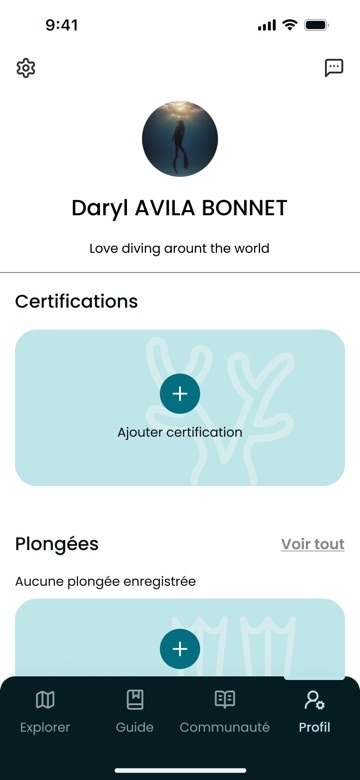 9:41
Daryl AVILA BONNET
Love diving arount the world
Certifications
Ajouter certification
Plongées
Voir tout
Aucune plongée enregistrée
Explorer
Guide
Communauté
Profil